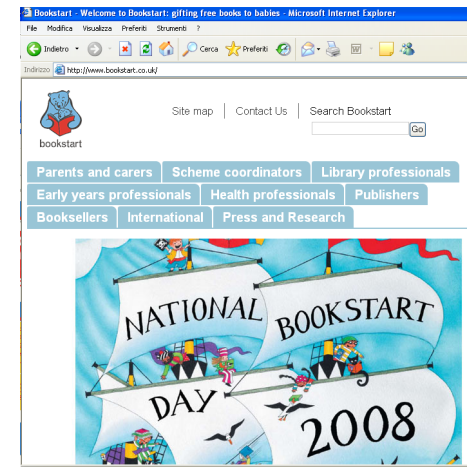 Bookstart - Welcome to Bookstart: gifting free books to babies - Microsoft Internet Explorer
File Modifica Visualizza Preferiti Strumenti ?
Indietro Cerca Preferiti
Indirizzo http://www.bookstart.co.uk/
Site map Contact Us Search Bookstart
Go
bookstart
Parents and carers Scheme coordinators Library professionals
Early years professionals Health professionals Publishers
Booksellers International Press and Research
NATIONAL BOOKSTART
DAY 2008